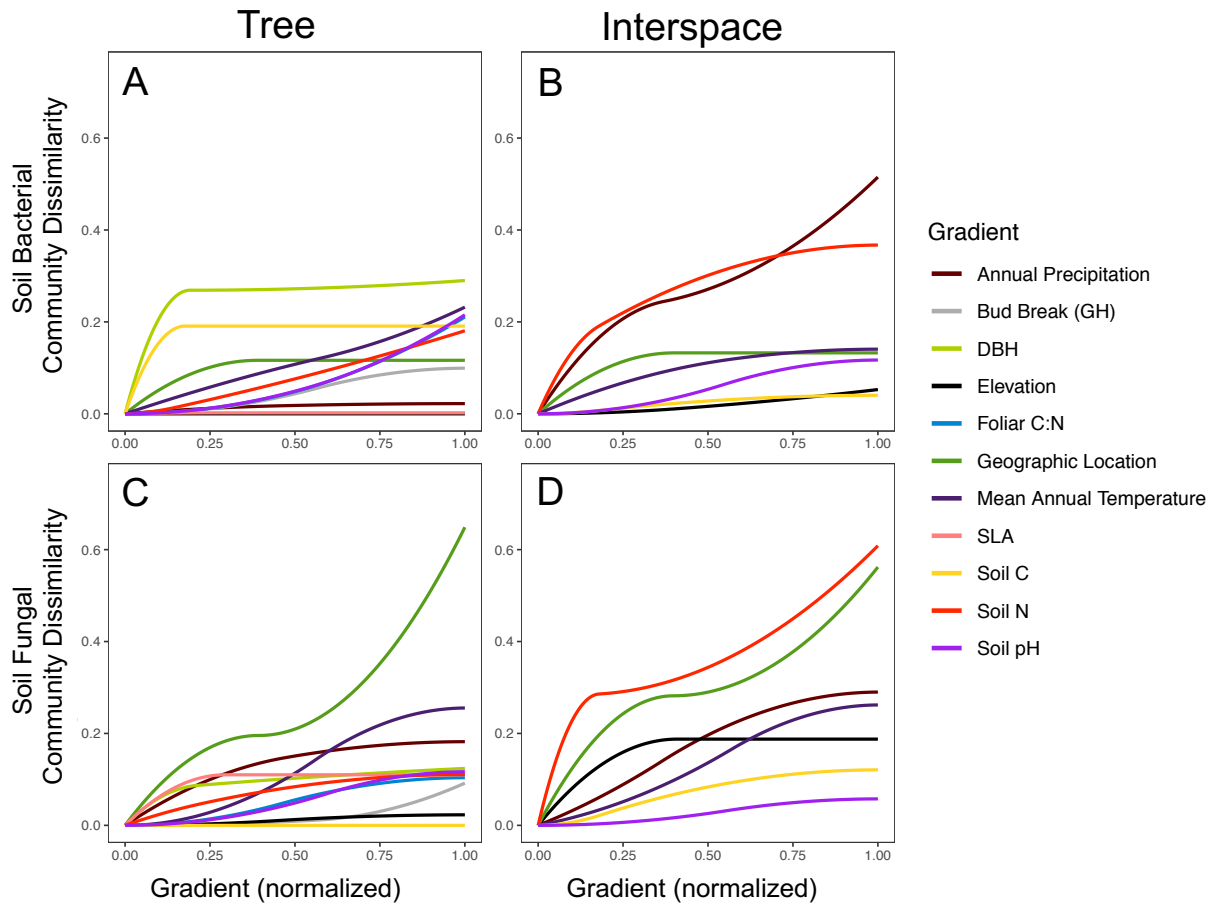 Tree
Interspace
A
B
Soil Bacterial
Community Dissimilarity
0.6
0.4
0.2
0.0
0.6
0.4
0.2
0.0
0.00
0.25
0.50
0.75
1.00
0.00
0.25
0.50
0.75
1.00
C
D
Soil Fungal
Community Dissimilarity
0.6
0.4
0.2
0.0
0.6
0.4
0.2
0.0
0.00
0.25
0.50
0.75
1.00
0.00
0.25
0.50
0.75
1.00
Gradient (normalized)
Gradient (normalized)
Gradient
Annual Precipitation
Bud Break (GH)
DBH
Elevation
Foliar C:N
Geographic Location
Mean Annual Temperature
SLA
Soil C
Soil N
Soil pH